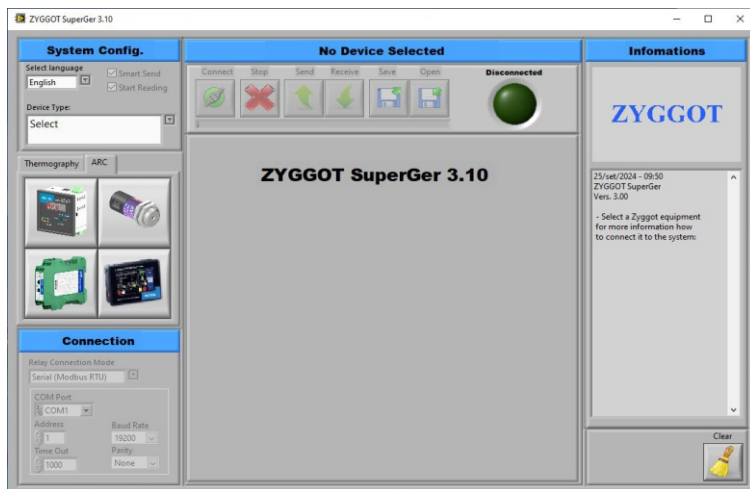 ZYGGOT SuperGer 3.10
System Config.
Select language
English
Smart Send
Start Reading
Device Type:
Select
Thermography
ARC
Connection
Relay Connection Mode
Serial (Modbus RTU)
COM Port
COM1
Address
1
Baud Rate
19200
Time Out
1000
Parity
None
No Device Selected
Connect
Stop
Send
Receive
Save
Open
Disconnected
ZYGGOT SuperGer 3.10
Infomations
ZYGGOT
25/set/2024 - 09:50
ZYGGOT SuperGer
Vers. 3.00
- Select a Zyggot equipment
for more information how
to connect it to the system:
Clear